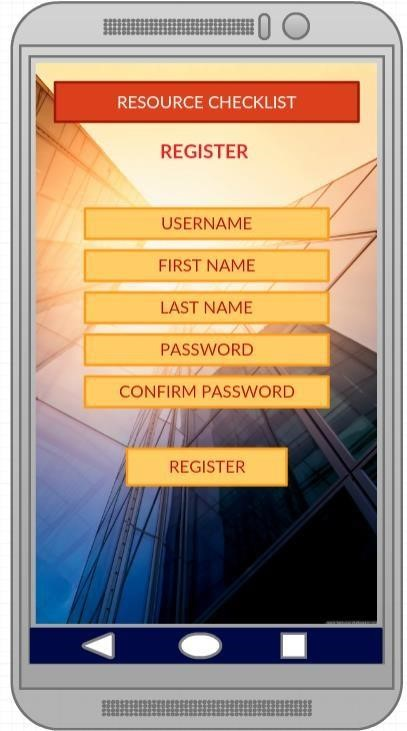 RESOURCE CHECKLIST
REGISTER
USERNAME
FIRST NAME
LAST NAME
PASSWORD
CONFIRM PASSWORD
REGISTER